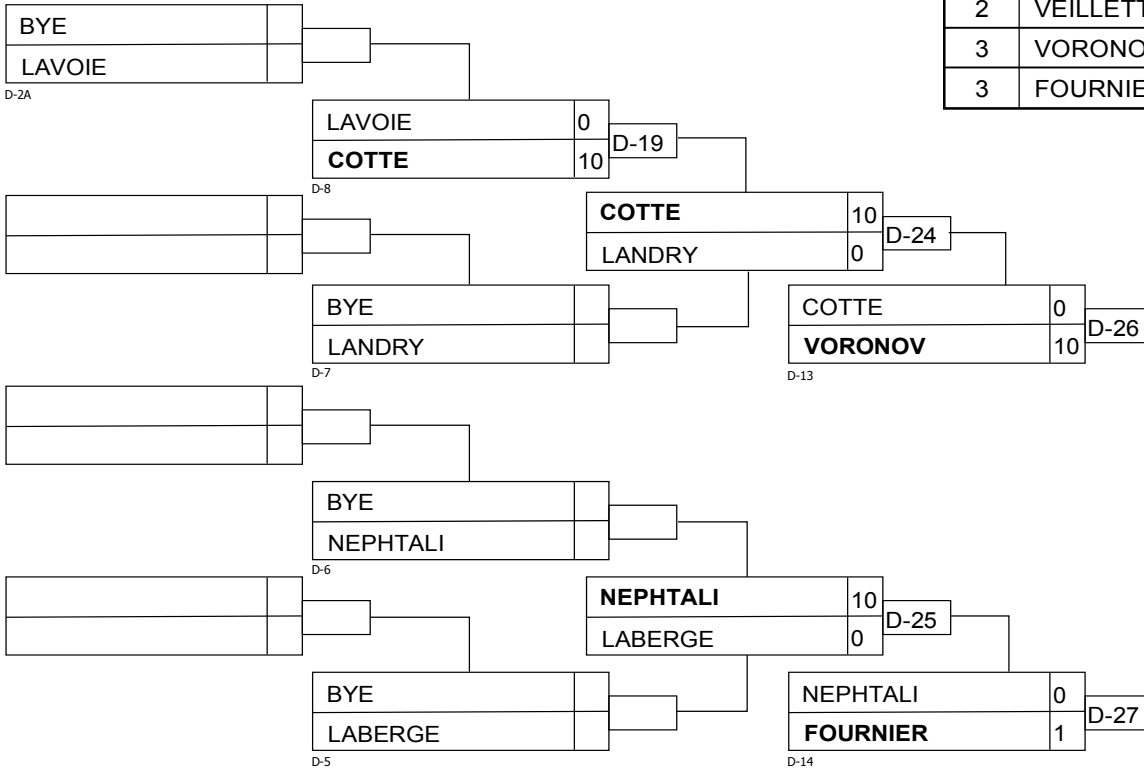 BYE
LAVOIE
D-2A
2
3 VORONO
3 FOURNIE
LAVOIE 0
COTTE 10
D-19
D-8
COTTE 10
LANDRY 0
D-24
BYE
LANDRY
D-7
COTTE 0
VORONOV 10
D-26
D-13
BYE
NEPHTALI
D-6
NEPHTALI 10
LABERGE 0
D-25
BYE
LABERGE
D-5
NEPHTALI 0
FOURNIER 1
D-27
D-14